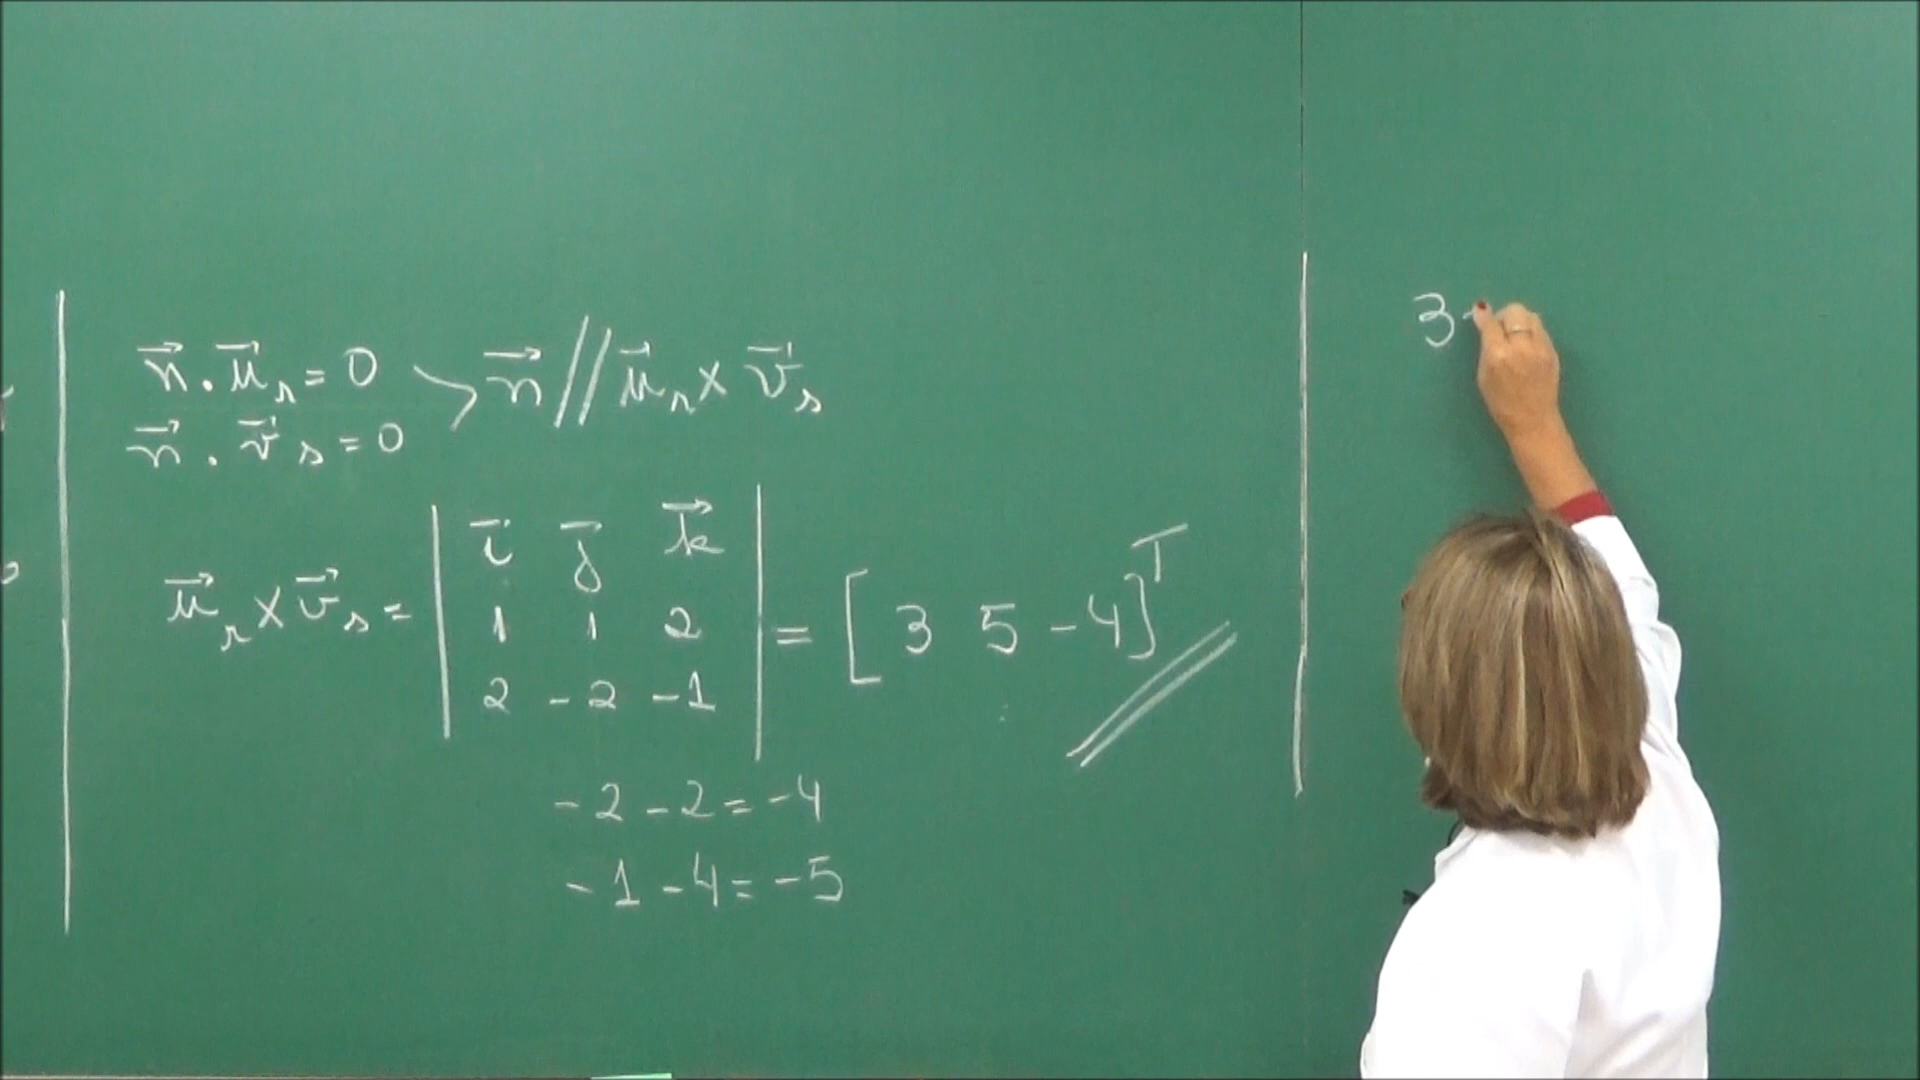 n⃗ . u⃗ᵣ = 0
n⃗ . v⃗ₛ = 0
n⃗ // u⃗ᵣ x v⃗ₛ
u⃗ᵣ x v⃗ₛ = | i⃗ j⃗ k⃗ |
1 1 2
2 -2 -1
= [ 3 5 -4 ]ᵀ
-2 -2 = -4
-1 -4 = -5
3